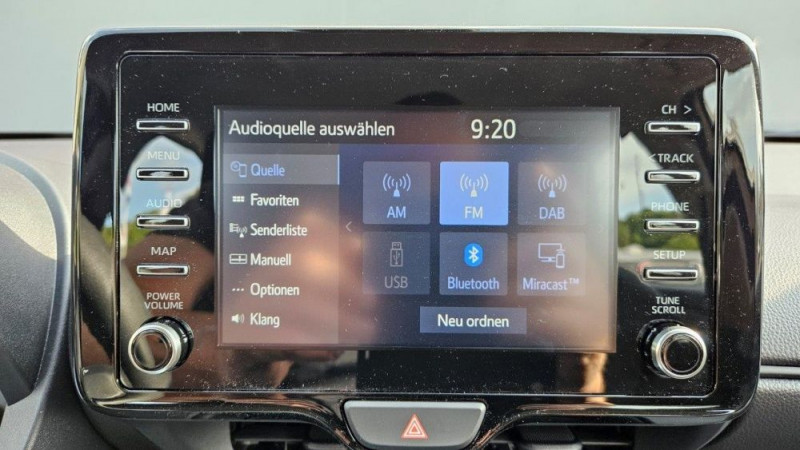 HOME
MENU
AUDIO
MAP
POWER
VOLUME
Audioquelle auswählen 9:20
Quelle
Favoriten
Senderliste
Manuell
Optionen
Klang
AM FM DAB
USB Bluetooth Miracast™
Neu ordnen
CH >
< TRACK
PHONE
SETUP
TUNE
SCROLL